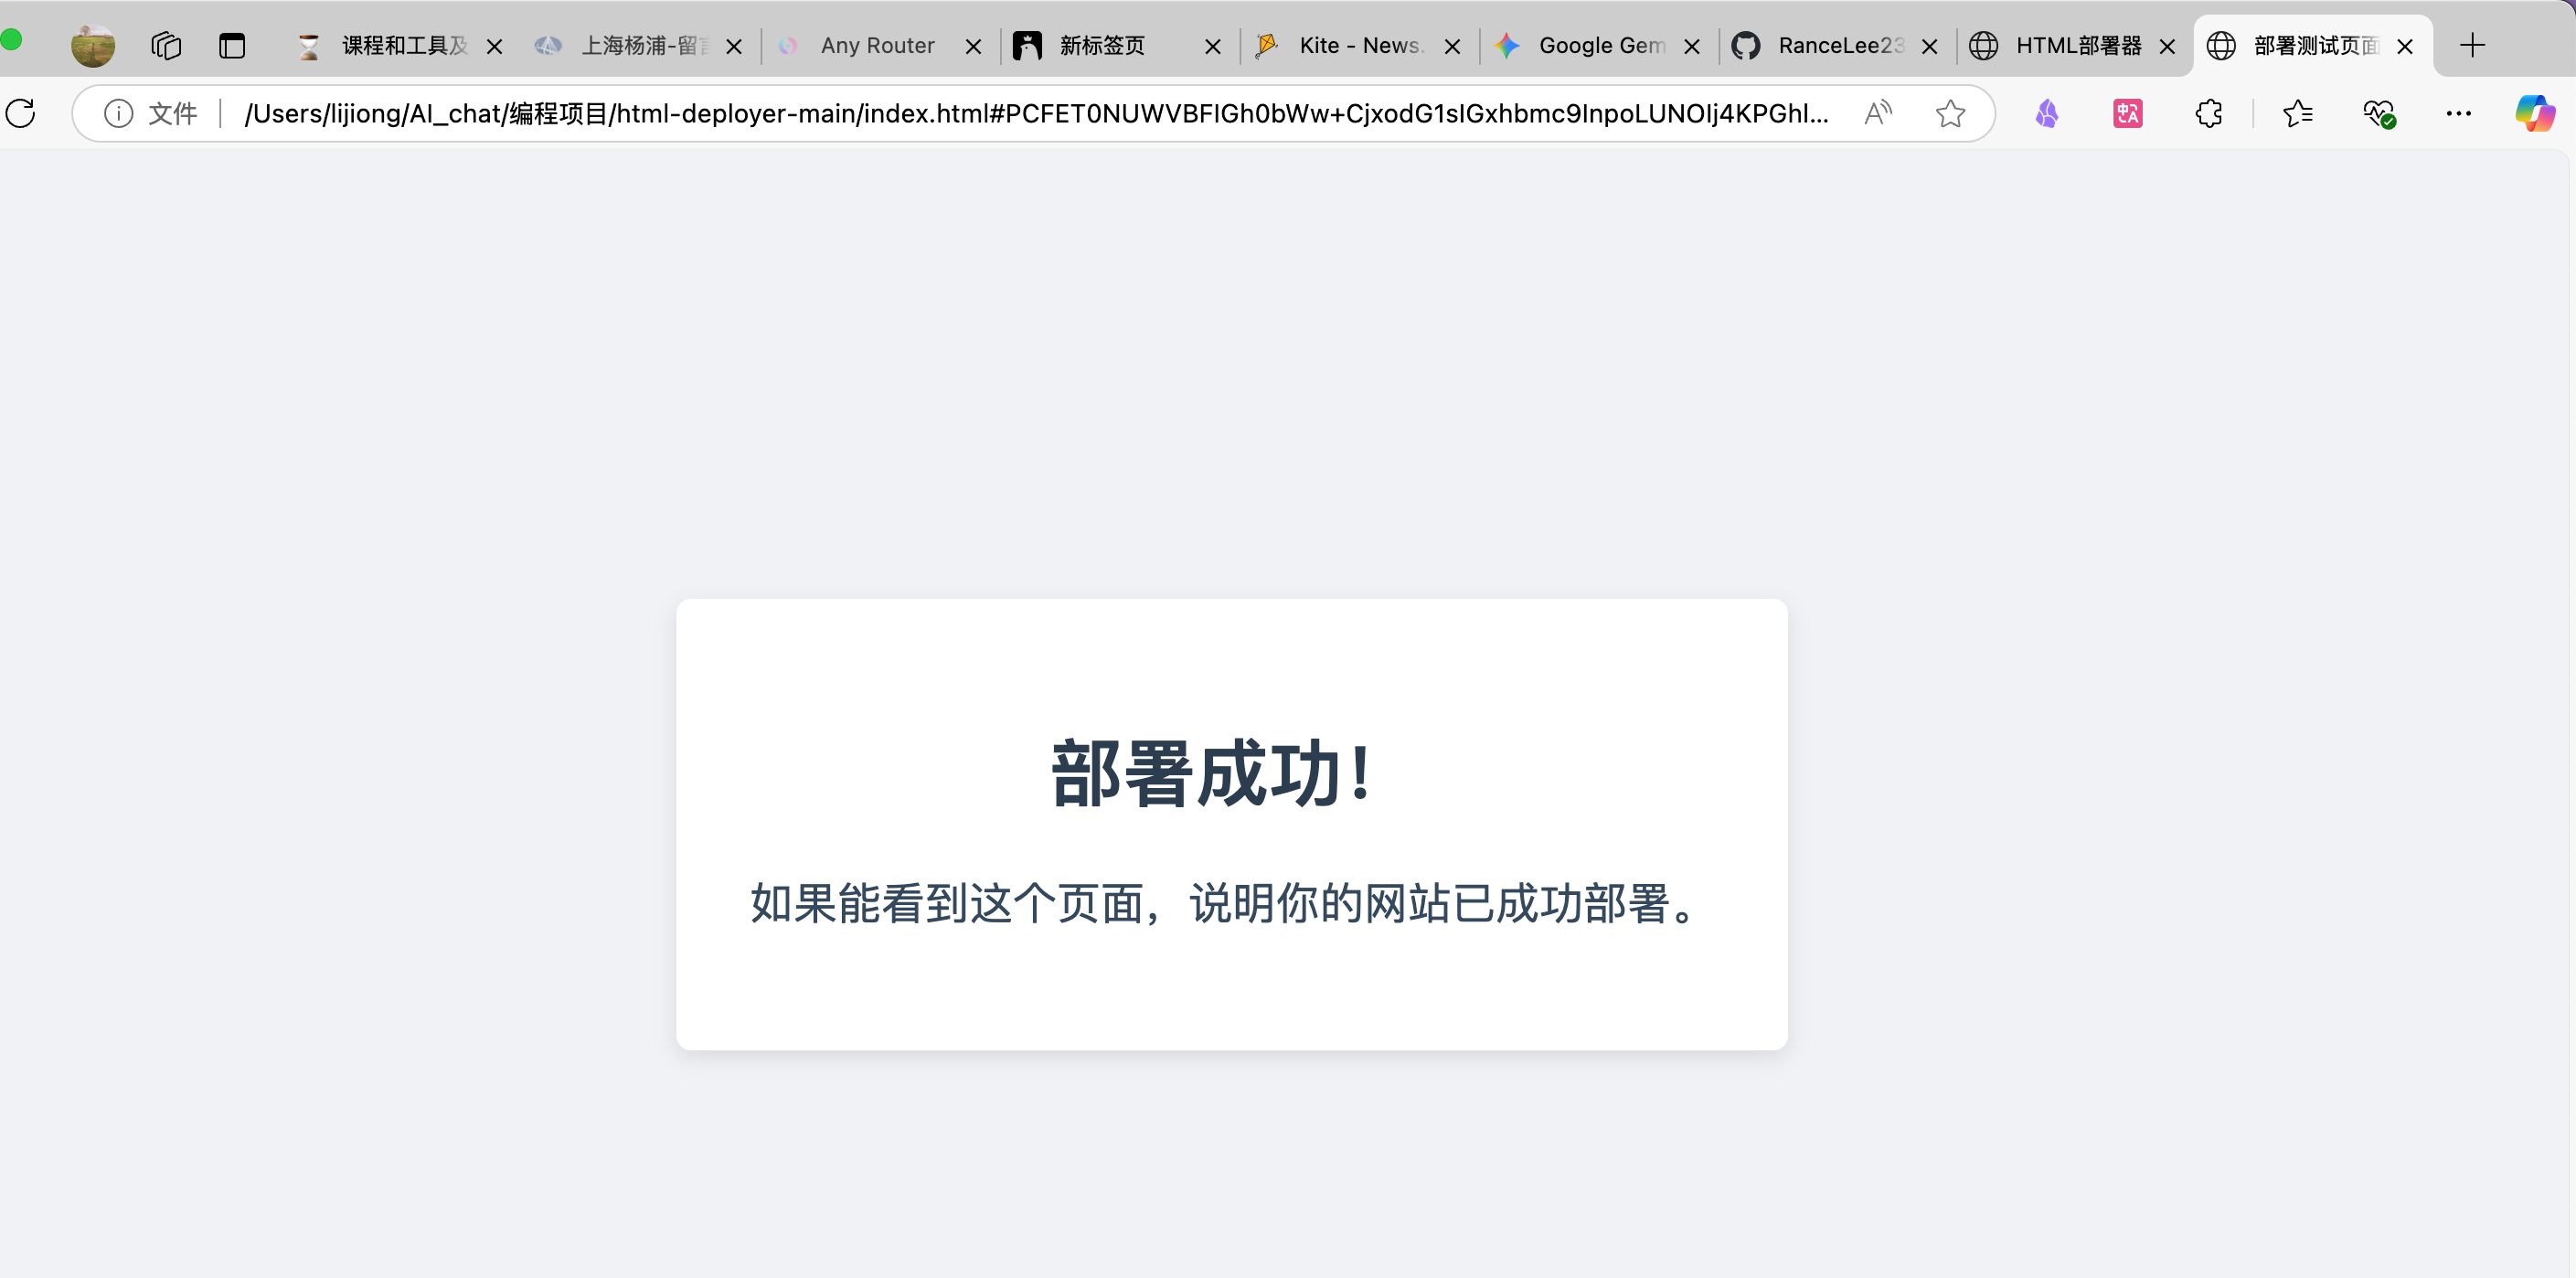 课程和工具及
上海杨浦-留言
Any Router
新标签页
Kite - News.
Google Gem
RanceLee23
HTML部署器
部署测试页面
文件
/Users/lijiong/AI_chat/编程项目/html-deployer-main/index.html#PCFET0NUWVBFIGh0bWw+CjxodG1sIGxhbmc9InpoLUNOIj4KPGhl...
部署成功！
如果能看到这个页面，说明你的网站已成功部署。